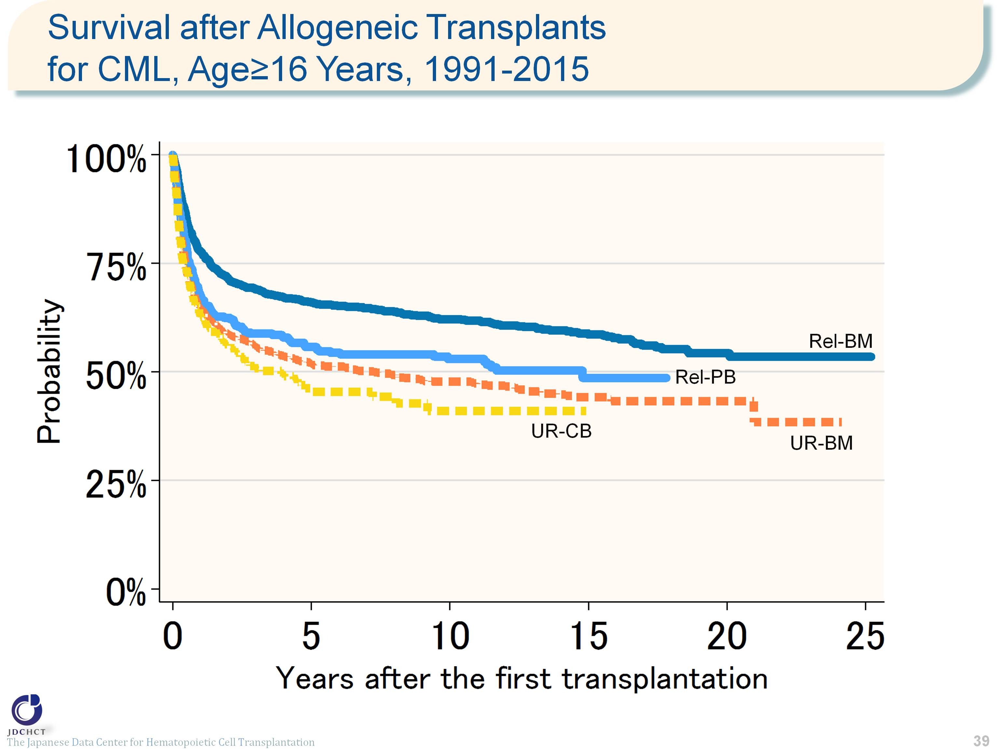 Survival after Allogeneic Transplants
for CML, Age≥16 Years, 1991-2015
100%
75%
50%
25%
0%
Probability
Rel-BM
Rel-PB
UR-CB
UR-BM
0 5 10 15 20 25
Years after the first transplantation
JDCHCT
The Japanese Data Center for Hematopoietic Cell Transplantation
39